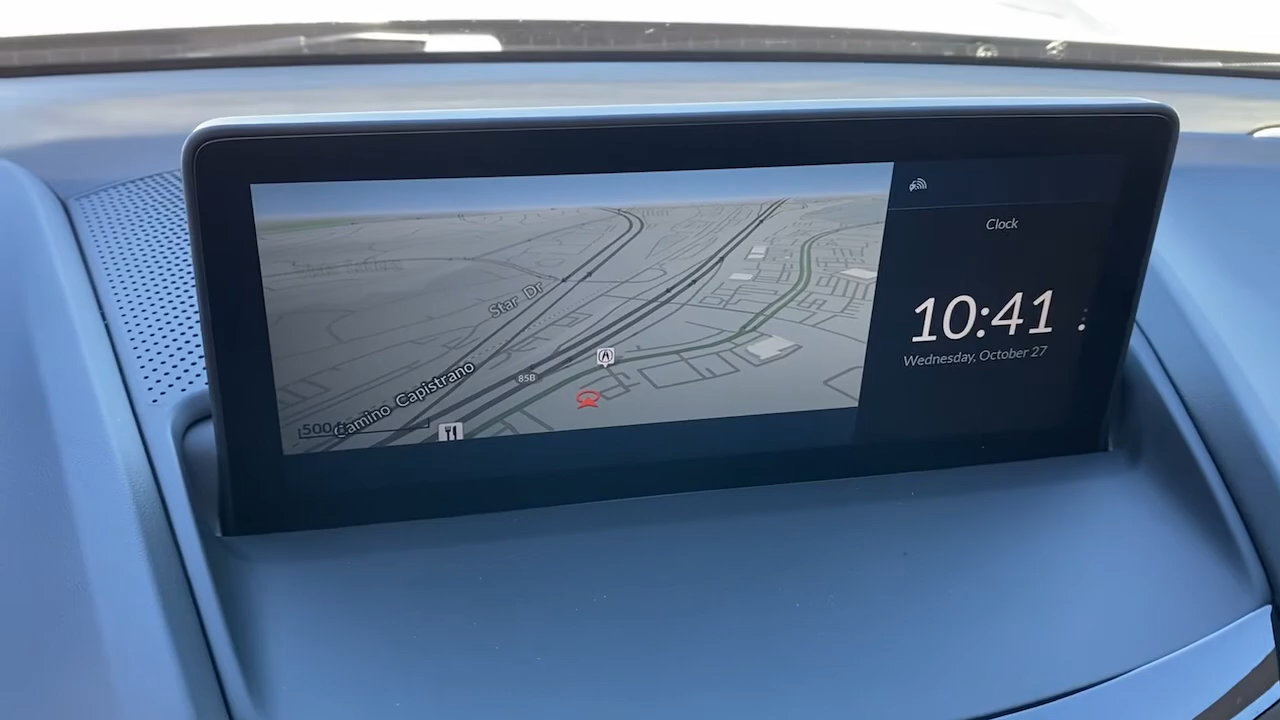 Clock
10:41
Wednesday, October 27
Star Dr
85B
Camino Capistrano
500